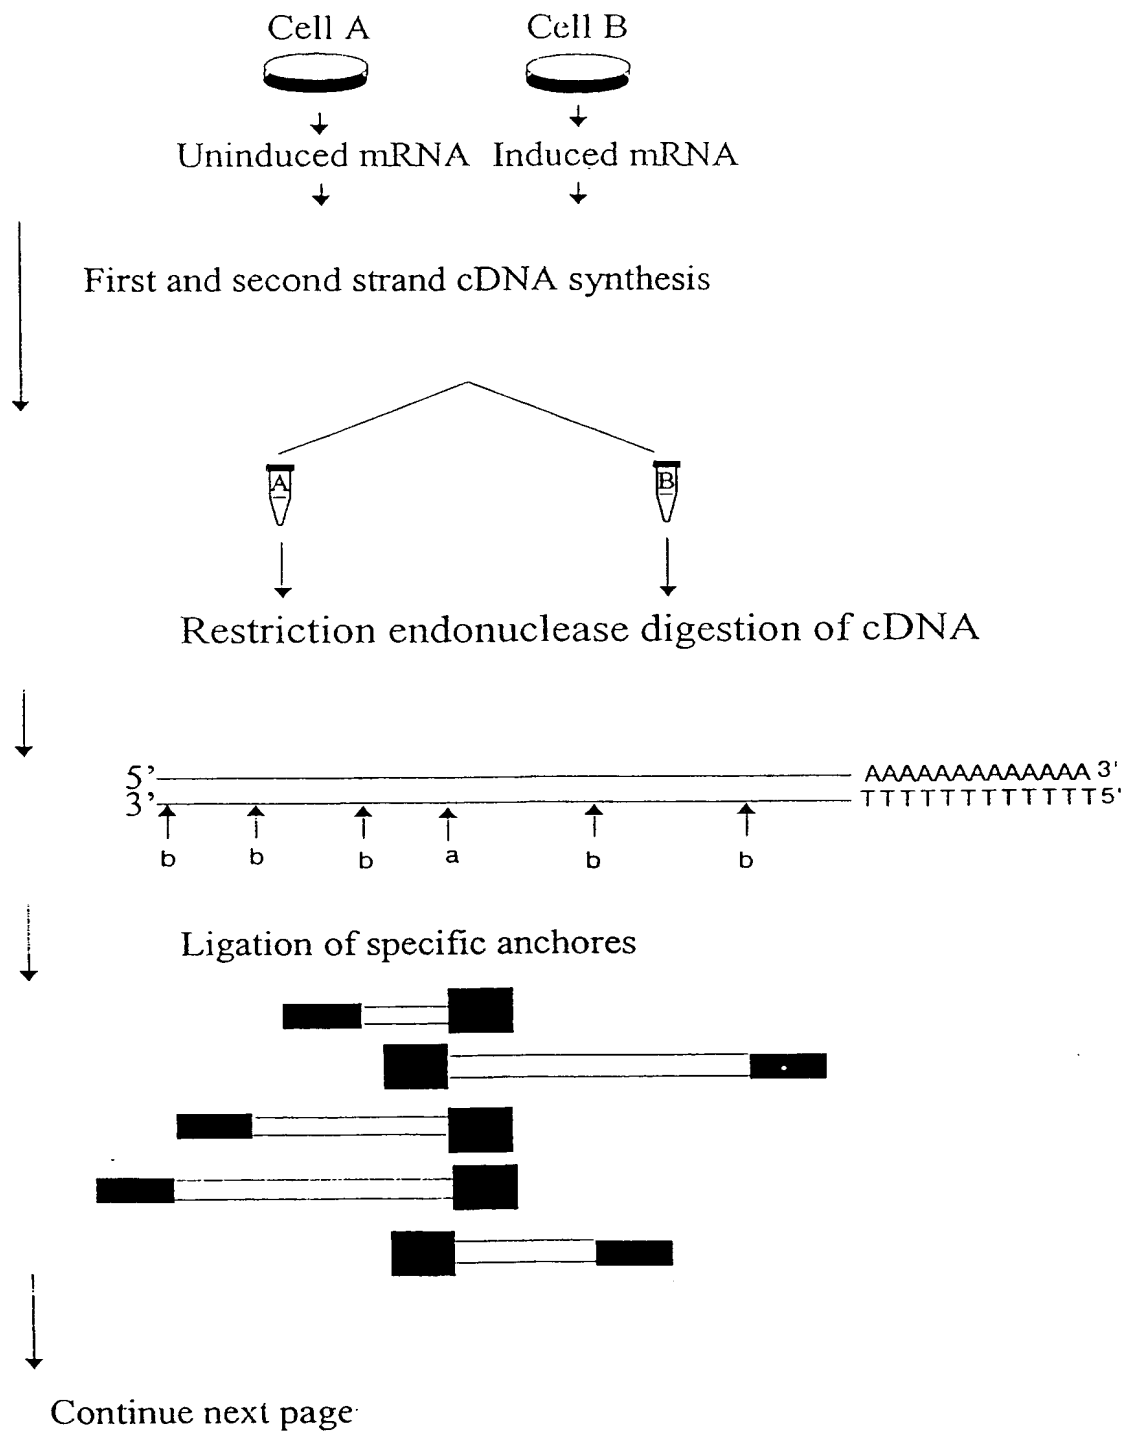 Cell A Cell B
Uninduced mRNA Induced mRNA
First and second strand cDNA synthesis
A B
Restriction endonuclease digestion of cDNA
5’ AAAAAAAAAAAAA 3'
3’ TTTTTTTTTTTT5'
b b b a b b
Ligation of specific anchores
Continue next page